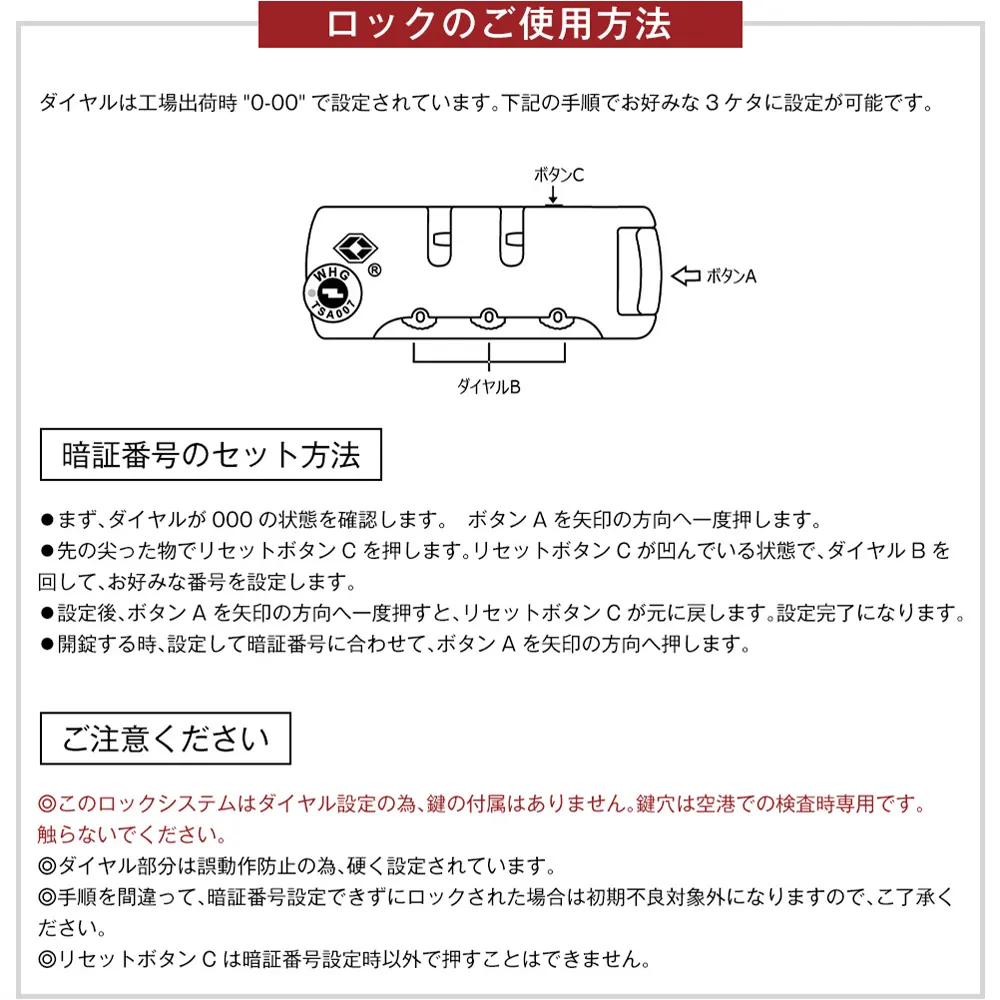 ロックのご使用方法
ダイヤルは工場出荷時 "0-00" で設定されています。下記の手順でお好みな 3 ケタに設定が可能です。
ボタンC
WHG
®
TSA007
ボタンA
0 0 0
ダイヤルB
暗証番号のセット方法
●まず、ダイヤルが 000 の状態を確認します。 ボタン A を矢印の方向へ一度押します。
●先の尖った物でリセットボタン C を押します。リセットボタン C が凹んでいる状態で、ダイヤル B を
回して、お好みな番号を設定します。
●設定後、ボタン A を矢印の方向へ一度押すと、リセットボタン C が元に戻します。設定完了になります。
●開錠する時、設定して暗証番号に合わせて、ボタン A を矢印の方向へ押します。
ご注意ください
◎このロックシステムはダイヤル設定の為、鍵の付属はありません。鍵穴は空港での検査時専用です。
触らないでください。
◎ダイヤル部分は誤動作防止の為、硬く設定されています。
◎手順を間違って、暗証番号設定できずにロックされた場合は初期不良対象外になりますので、ご了承く
ださい。
◎リセットボタン C は暗証番号設定時以外で押すことはできません。